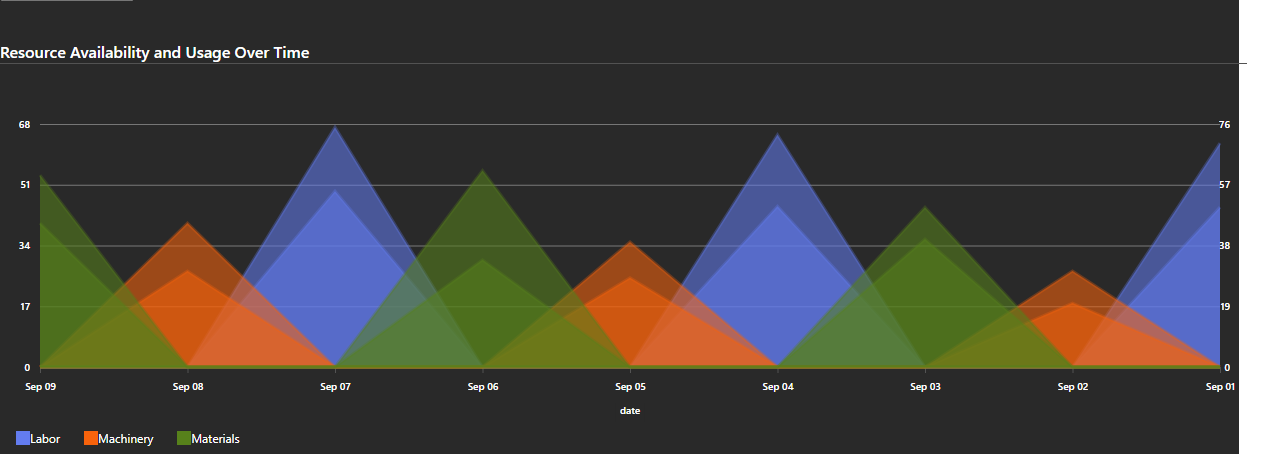 Resource Availability and Usage Over Time
68 76
51 57
34 38
17 19
0 0
Sep 09 Sep 08 Sep 07 Sep 06 Sep 05 Sep 04 Sep 03 Sep 02 Sep 01
date
Labor Machinery Materials